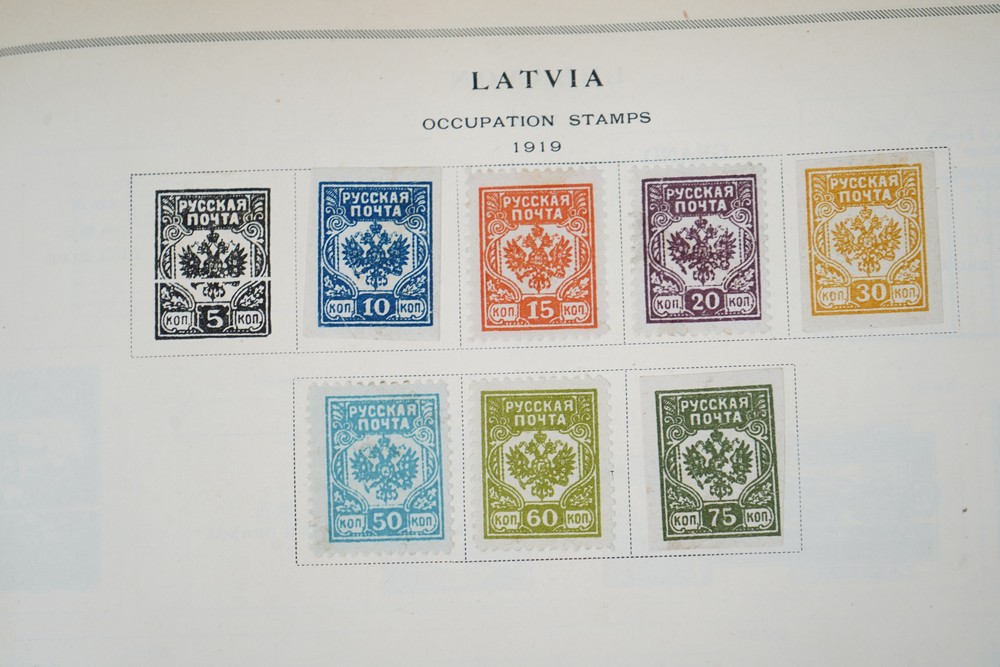 LATVIA
OCCUPATION STAMPS
1919
РУССКАЯ
ПОЧТА
КОП 5 КОП
РУССКАЯ
ПОЧТА
КОП 10 КОП
РУССКАЯ
ПОЧТА
КОП 15 КОП
РУССКАЯ
ПОЧТА
КОП 20 КОП
РУССКАЯ
ПОЧТА
КОП 30 КОП
РУССКАЯ
ПОЧТА
КОП 50 КОП
РУССКАЯ
ПОЧТА
КОП. 60 КОП
РУССКАЯ
ПОЧТА
КОП. 75 КОП